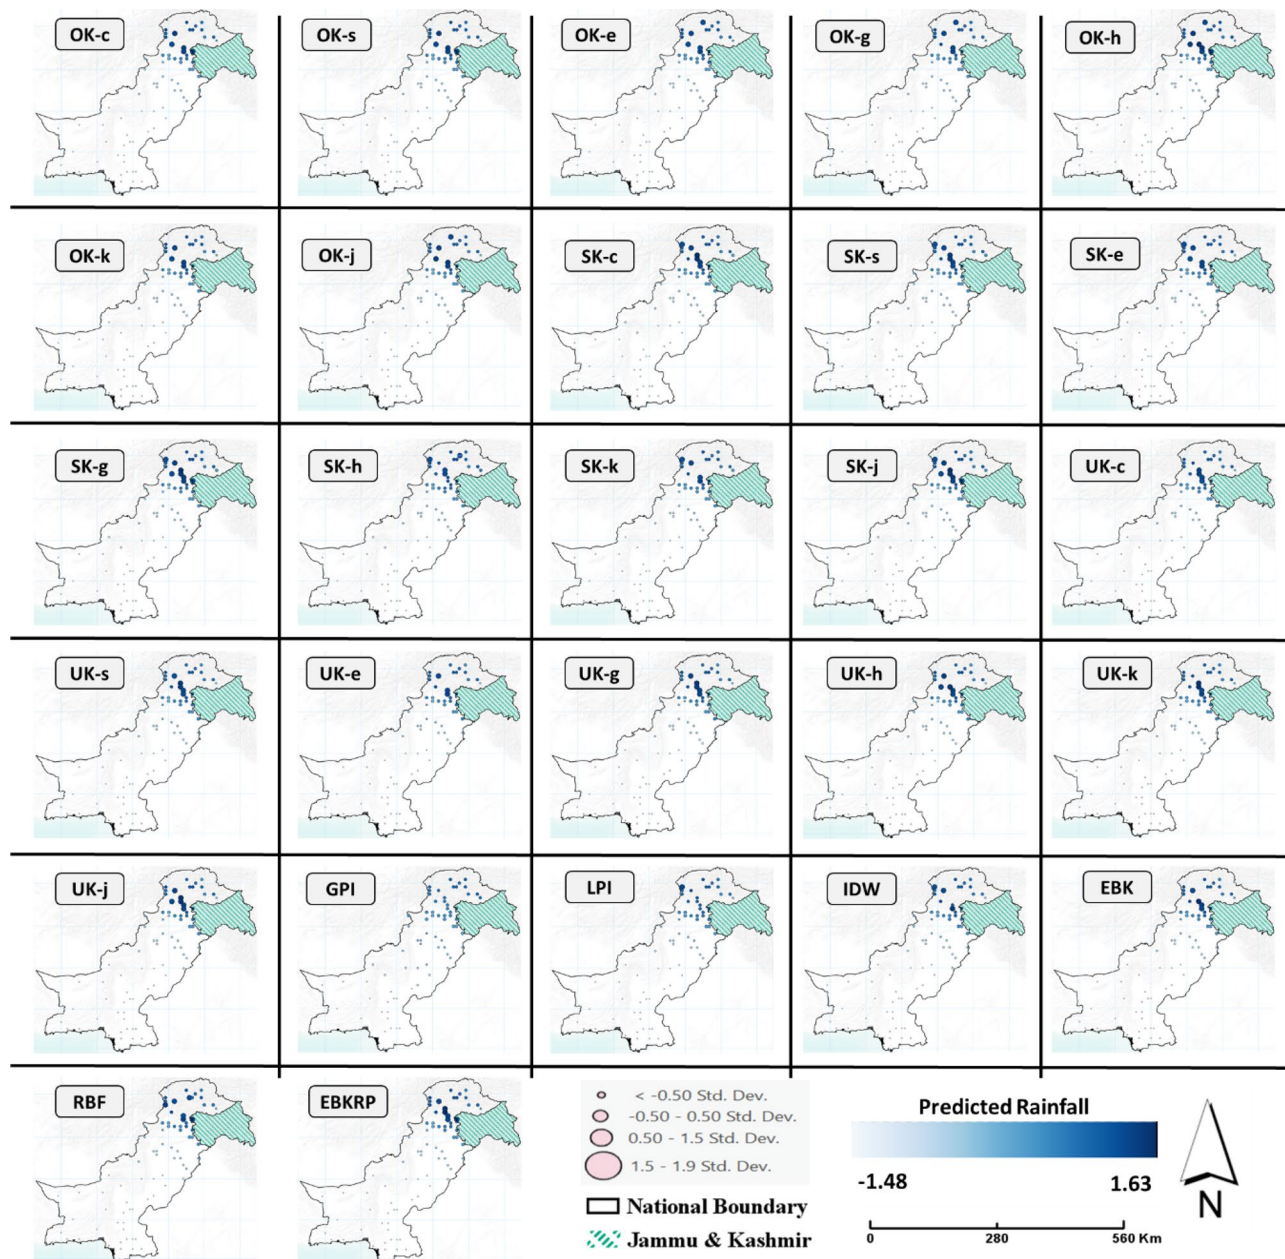 OK-c
OK-s
OK-e
OK-g
OK-h
OK-k
OK-j
SK-c
SK-s
SK-e
SK-g
SK-h
SK-k
SK-j
UK-c
UK-s
UK-e
UK-g
UK-h
UK-k
UK-j
GPI
LPI
IDW
EBK
RBF
EBKRP
< -0.50 Std. Dev.
-0.50 - 0.50 Std. Dev.
0.50 - 1.5 Std. Dev.
1.5 - 1.9 Std. Dev.
National Boundary
Jammu & Kashmir
Predicted Rainfall
-1.48 1.63
0 280 560 Km
N